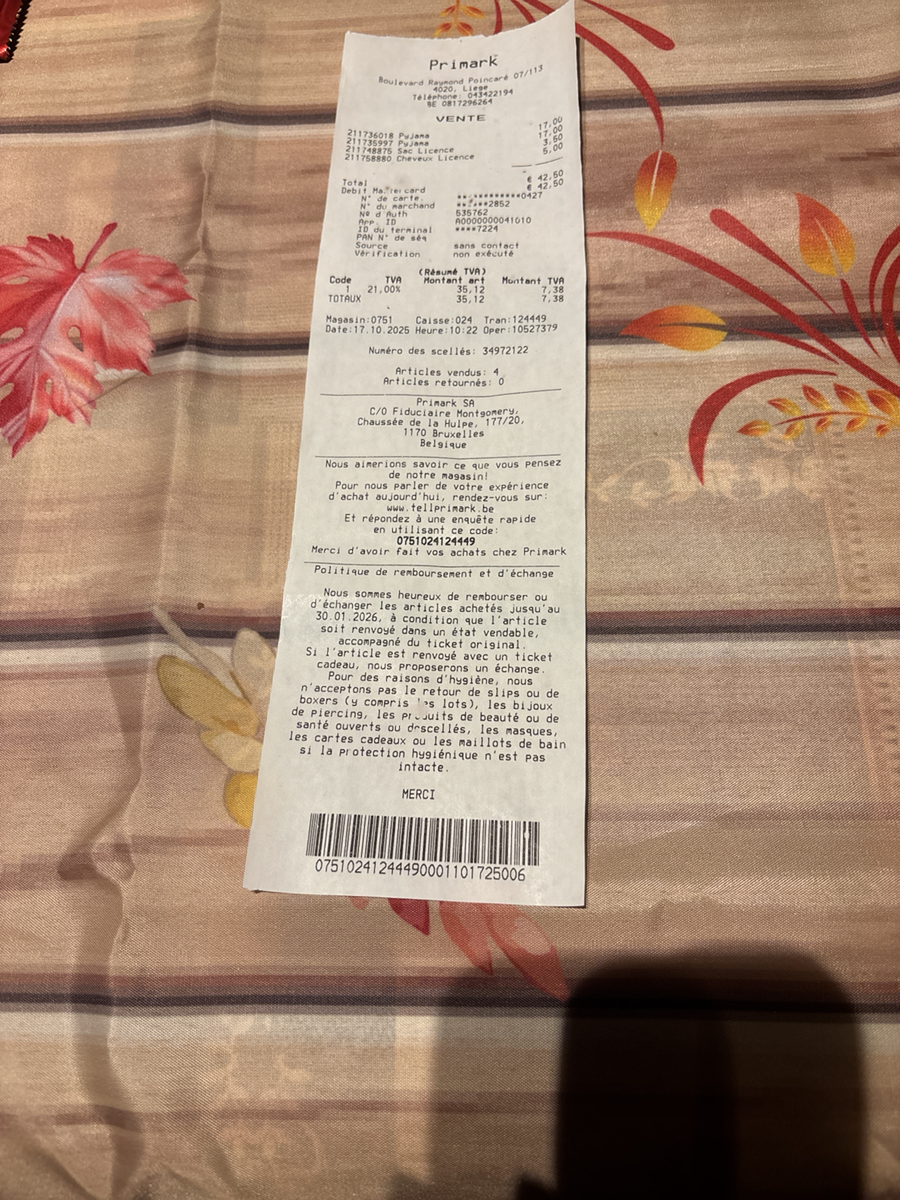 Primark
Boulevard Raymond Poincaré 07/113
4020, Liege
Téléphone: 043422194
BE 0817296264
VENTE
211736018 Pyjama 17,00
211735997 Pyjama 17,00
211748875 Sac Licence 3,50
211758880 Cheveux Licence 5,00
Total € 42,50
Debit Mastercard € 42,50
N° de carte. **********0427
N° du marchand *****2852
Nº d'Auth 535762
App. ID A0000000041010
ID du terminal ****7224
PAN N° de séq
Source sans contact
Vérification non exécuté
(Résumé TVA)
Code TVA Montant art Montant TVA
1 21,00% 35,12 7,38
TOTAUX 35,12 7,38
Magasin:0751 Caisse:024 Tran:124449
Date:17.10.2025 Heure:10:22 Oper:10527379
Numéro des scellés: 34972122
Articles vendus: 4
Articles retournés: 0
Primark SA
C/O Fiduciaire Montgomery,
Chaussée de la Hulpe, 177/20,
1170 Bruxelles
Belgique
Nous aimerions savoir ce que vous pensez
de notre magasin!
Pour nous parler de votre expérience
d'achat aujourd'hui, rendez-vous sur:
www.tellprimark.be
Et répondez à une enquête rapide
en utilisant ce code:
0751024124449
Merci d'avoir fait vos achats chez Primark
Politique de remboursement et d'échange
Nous sommes heureux de rembourser ou
d'échanger les articles achetés jusqu'au
30.01.2026, à condition que l'article
soit renvoyé dans un état vendable,
accompagné du ticket original.
Si l'article est renvoyé avec un ticket
cadeau, nous proposerons un échange.
Pour des raisons d'hygiène, nous
n'acceptons pas le retour de slips ou de
boxers (y compris les lots), les bijoux
de piercing, les produits de beauté ou de
santé ouverts ou descellés, les masques,
les cartes cadeaux ou les maillots de bain
si la protection hygiénique n'est pas
intacte.
MERCI
07510241244490001101725006